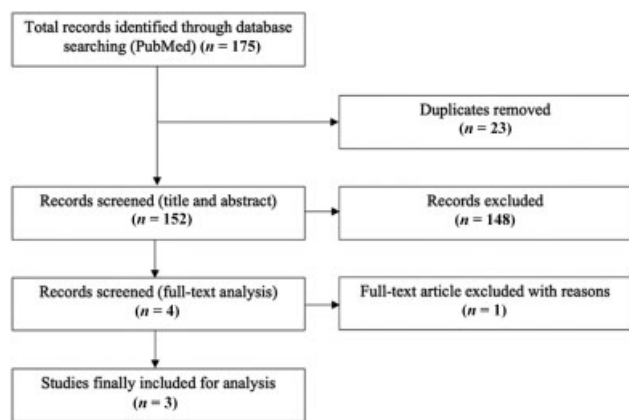 Total records identified through database
searching (PubMed) (n = 175)
Duplicates removed
(n = 23)
Records screened (title and abstract)
(n = 152)
Records excluded
(n = 148)
Records screened (full-text analysis)
(n = 4)
Full-text article excluded with reasons
(n = 1)
Studies finally included for analysis
(n = 3)